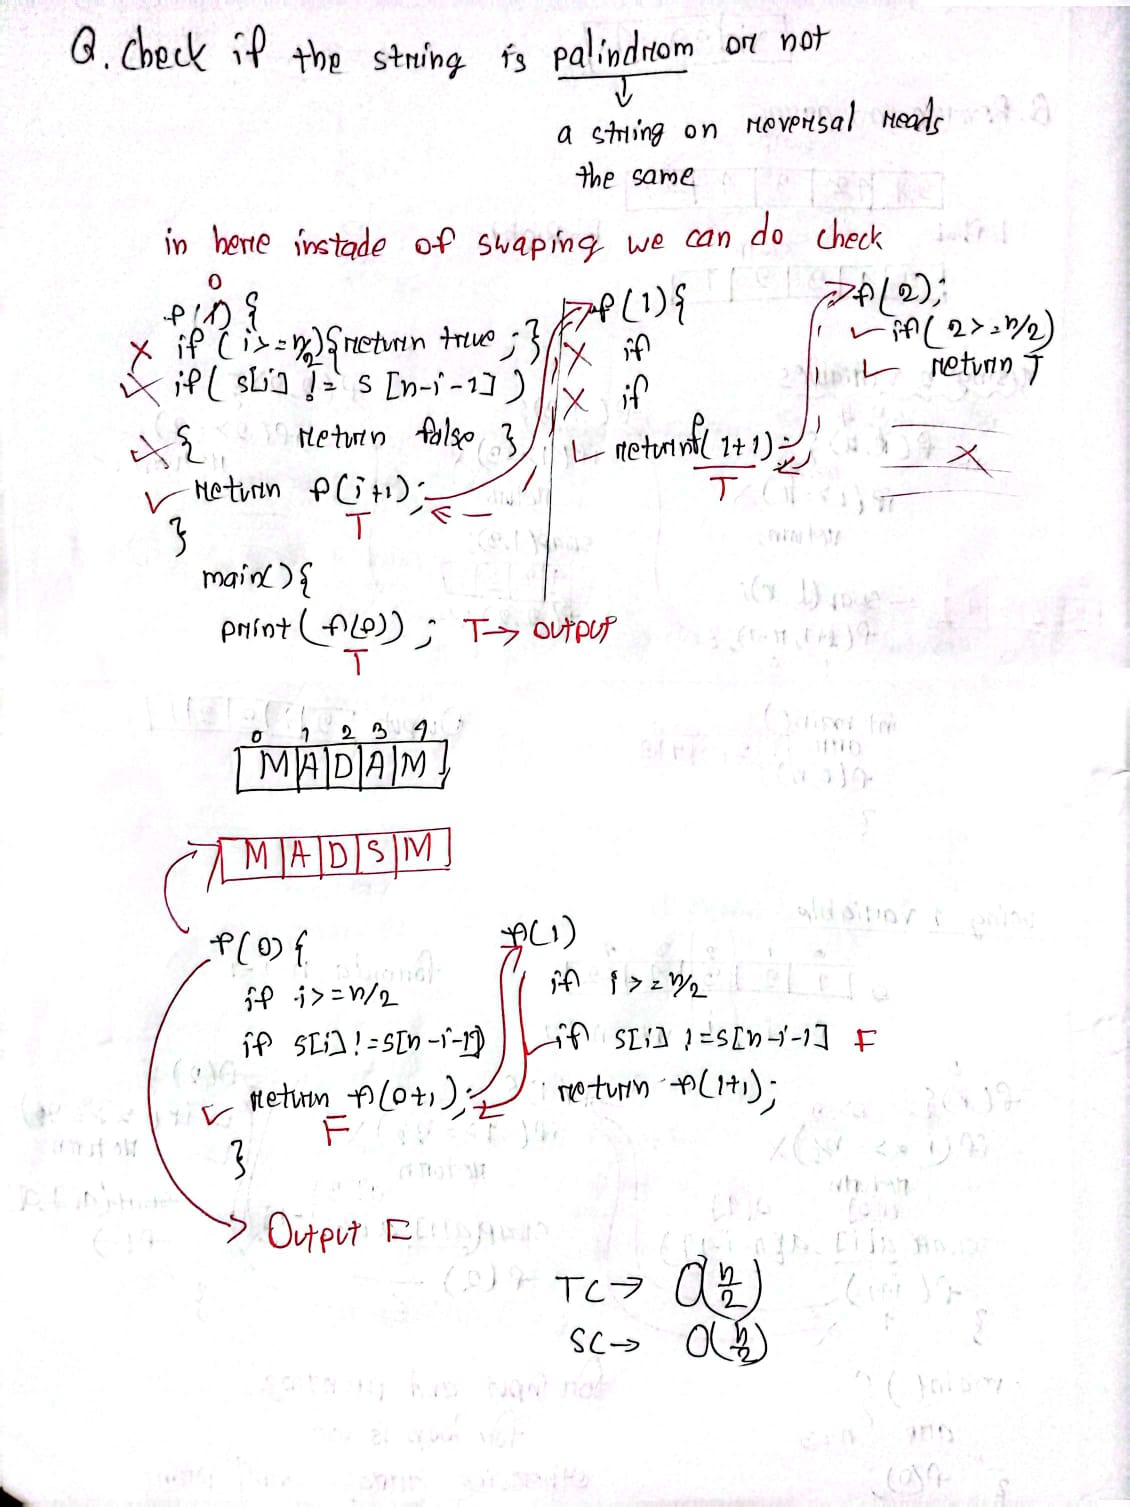 Q. Check if the string is palindrom or not
↓
a string on reversal reads
the same
in here instade of swaping we can do check
0
f(i) {
✗ if (i>=n/2){return true;}
✗ if( s[i] != s [n-i-1])
✗ {
return false }
✓ return f(i+1);
T
}
f(1){
✗ if
✗ if
return f(1+1);
T
f(2);
✓ if( 2>=n/2)
return T
✗
main(){
print(f(0)); T→ output
T
0 1 2 3 4
M|A|D|A|M
M|A|D|S|M
f(0) {
if i>=n/2
if s[i]!=s[n-i-1]
✓ return f(0+1);
F
}
f(1)
if i>=n/2
if s[i] !=s[n-i-1] F
return f(1+1);
→ Output F
TC→ O(n/2)
SC→ O(n/2)